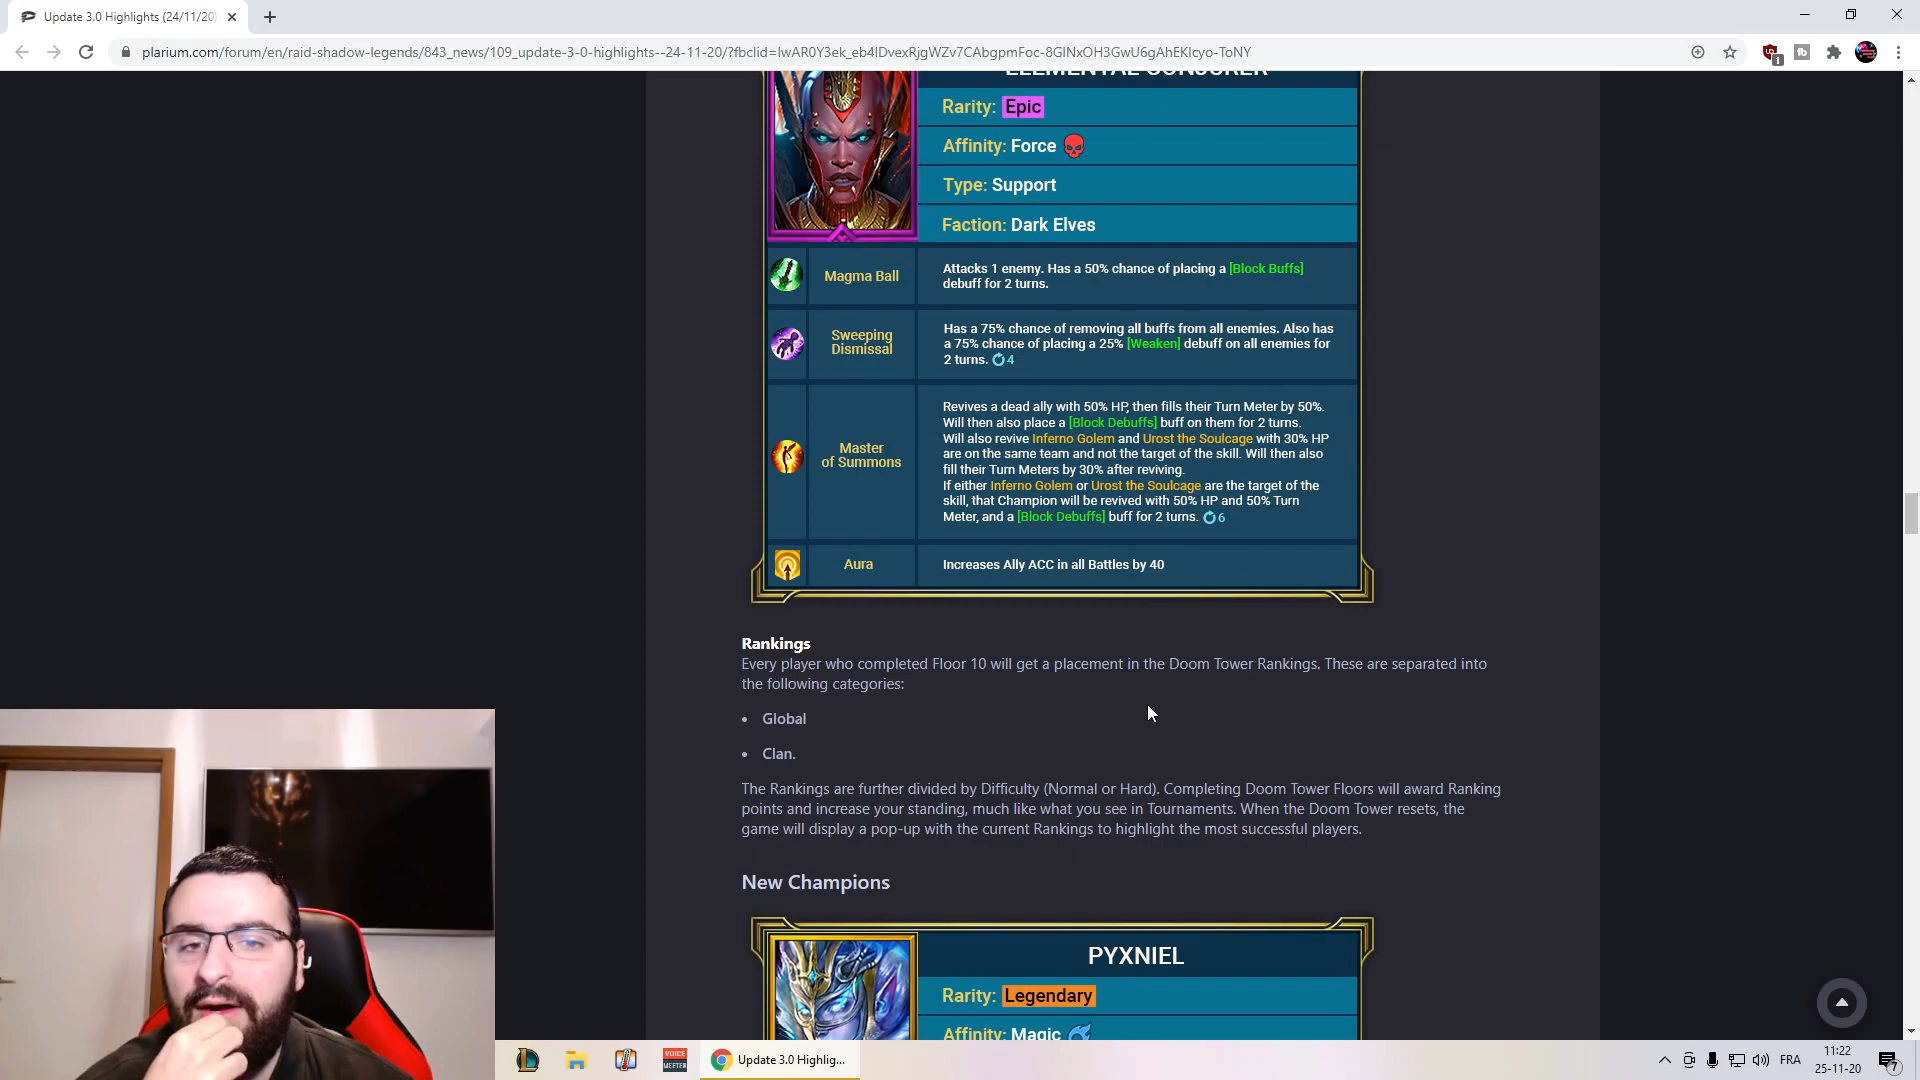 Update 3.0 Highlights (24/11/20)
plarium.com/forum/en/raid-shadow-legends/843_news/109_update-3-0-highlights--24-11-20/?fbclid=IwAR0Y3ek_eb4IDvexRjgWZv7CAbgpmFoc-8GINxOH3GwU6gAhEKIcyo-ToNY
1
ELEMENTAL CONJURER
Rarity: Epic
Affinity: Force
Type: Support
Faction: Dark Elves
Magma Ball
Attacks 1 enemy. Has a 50% chance of placing a [Block Buffs]
debuff for 2 turns.
Sweeping
Dismissal
Has a 75% chance of removing all buffs from all enemies. Also has
a 75% chance of placing a 25% [Weaken] debuff on all enemies for
2 turns. 4
Master
of Summons
Revives a dead ally with 50% HP, then fills their Turn Meter by 50%.
Will then also place a [Block Debuffs] buff on them for 2 turns.
Will also revive Inferno Golem and Urost the Soulcage with 30% HP
are on the same team and not the target of the skill. Will then also
fill their Turn Meters by 30% after reviving.
If either Inferno Golem or Urost the Soulcage are the target of the
skill, that Champion will be revived with 50% HP and 50% Turn
Meter, and a [Block Debuffs] buff for 2 turns. 6
Aura
Increases Ally ACC in all Battles by 40
Rankings
Every player who completed Floor 10 will get a placement in the Doom Tower Rankings. These are separated into
the following categories:
• Global
• Clan.
The Rankings are further divided by Difficulty (Normal or Hard). Completing Doom Tower Floors will award Ranking
points and increase your standing, much like what you see in Tournaments. When the Doom Tower resets, the
game will display a pop-up with the current Rankings to highlight the most successful players.
New Champions
PYXNIEL
Rarity: Legendary
Affinity: Magic
VOICE
MEETER
Update 3.0 Highlig...
FRA
11:22
25-11-20
7